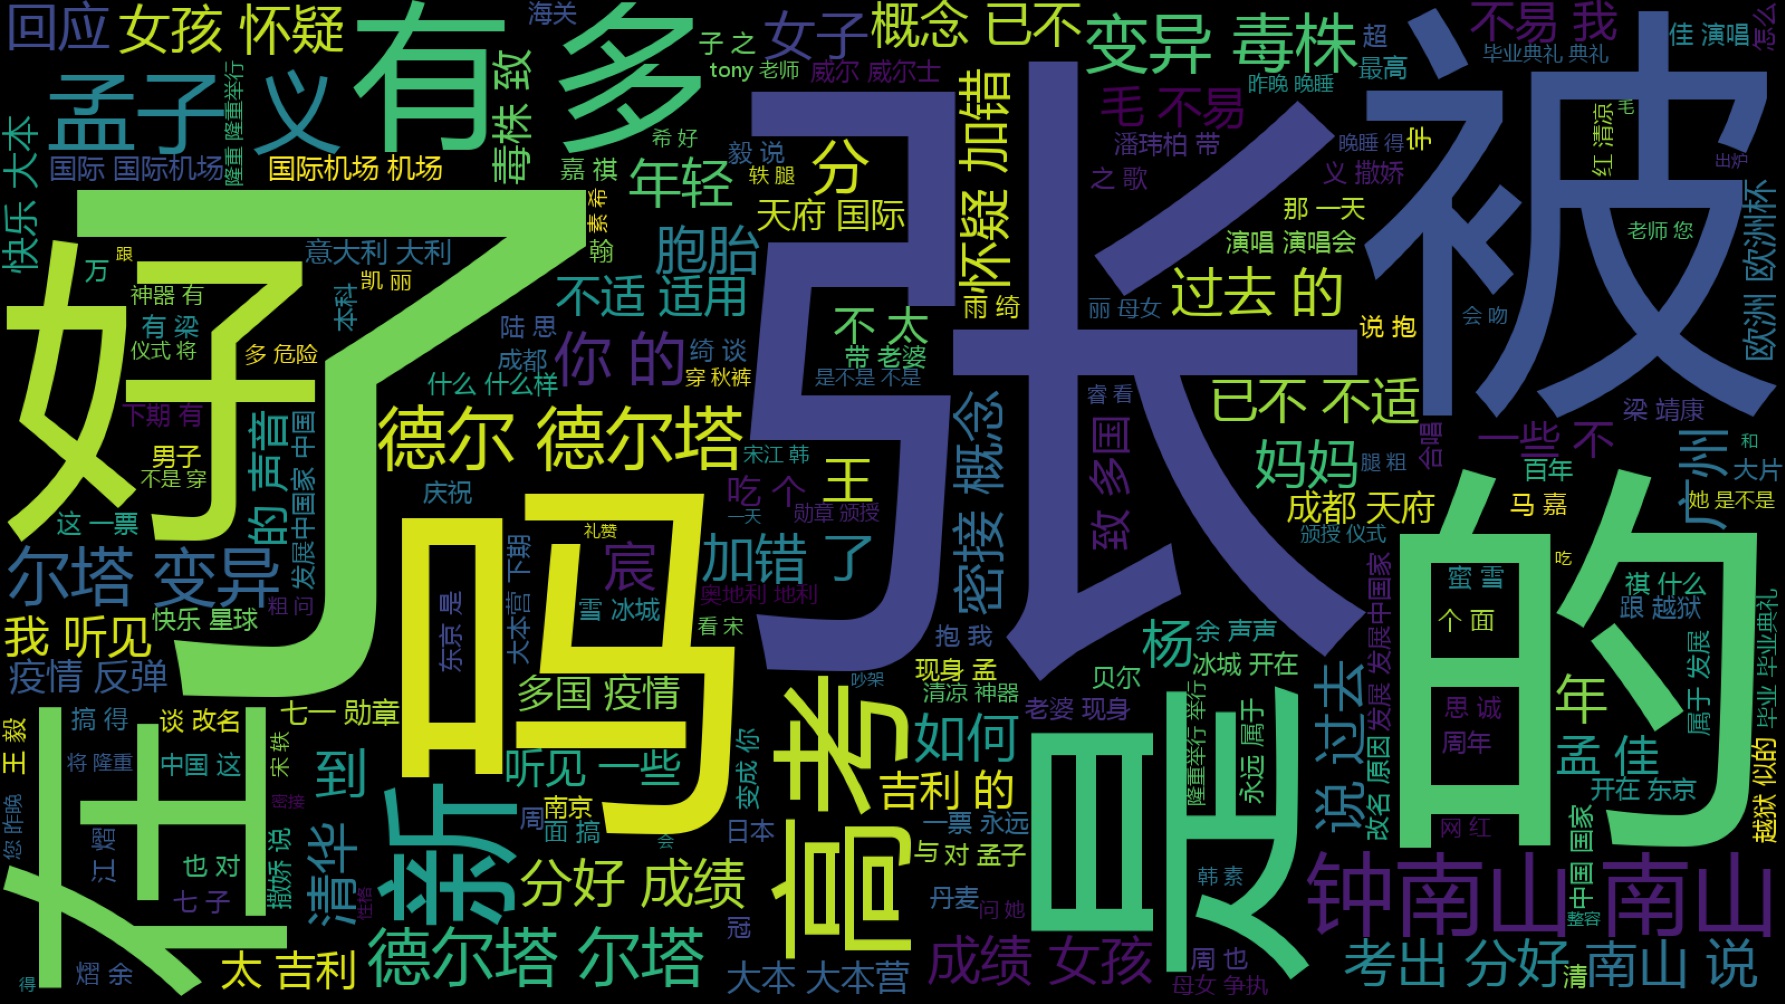 回应
女孩 怀疑
有多
海关
子 之
女子
概念 已不
变异 毒株
超
不易 我
佳 演唱
怎么
毕业典礼 典礼
tony 老师
威尔 威尔士
昨晚 晚睡
最高
孟子义
隆重 隆重举行
毒株 致
怀疑 加错
毛 不易
被
红 清凉
毛
快乐 大本
国际 国际机场
国际机场 机场
希 好
毅 说
分
潘玮柏 带
晚睡 得
宇
嘉 祺
年轻
轶 腿
之 歌
义 撒娇
张
了
素 希
天府 国际
那 一天
欧洲 欧洲杯
老师 您
好
跟
意大利 大利
翰
胞胎
演唱 演唱会
万
凯 丽
神器 有
本科
不适 适用
雨 绮
丽 母女
过去 的
会 吻
有 梁
陆 思
不 太
说 抱
仪式 将
多 危险
成都
你 的
绮 谈
带 老婆
什么 什么样
穿 秋裤
是不是 不是
睿 看
已不 不适
下期 有
的 声音
发展中国家 中国
德尔 德尔塔
密接 概念
致 多国
梁 靖康
合唱
一些 不
广州
和
男子
宋江 韩
妈妈
腿 粗
百年
大片
不是 穿
庆祝
吃 个
王
成都 天府
马 嘉
她 是不是
这 一票
吗
礼赞
一天
勋章 颁授
颁授 仪式
的
尔塔 变异
大本营 下期
宸
加错 了
发展 发展中国家
吃
蜜 雪
祺 什么
粗 问
东京 是
雪 冰城
奥地利 地利
个 面
跟 越狱
我 听见
快乐 星球
看 宋
抱 我
杨
余 声声
毕业 毕业典礼
疫情 反弹
多国 疫情
吵架
现身 孟
冰城 开在
贝尔
属于 发展
清凉 神器
隆重举行 举行
说 过去
在
搞 得
谈 改名
七一 勋章
高考
如何
老婆 现身
是
永远 属于
思 诚
年
王 毅
将 隆重
中国 这
宋 轶
到
听见 一些
变成 你
周年
孟 佳
越狱 似的
密接
新
南京
吉利 的
改名 原因
开在 东京
您 昨晚
周
面 搞
日本
一票 永远
网 红
中国 国家
江 熠
也 对
撒娇 说
清华
会
与 对 孟子
钟南山 南山
七 子
性格
分好 成绩
丹麦
问 她
韩 素
整容
冠
得
熠 余
太 吉利
德尔塔 尔塔
大本 大本营
成绩 女孩
周 也
母女 争执
考出 分好
清
南山 说